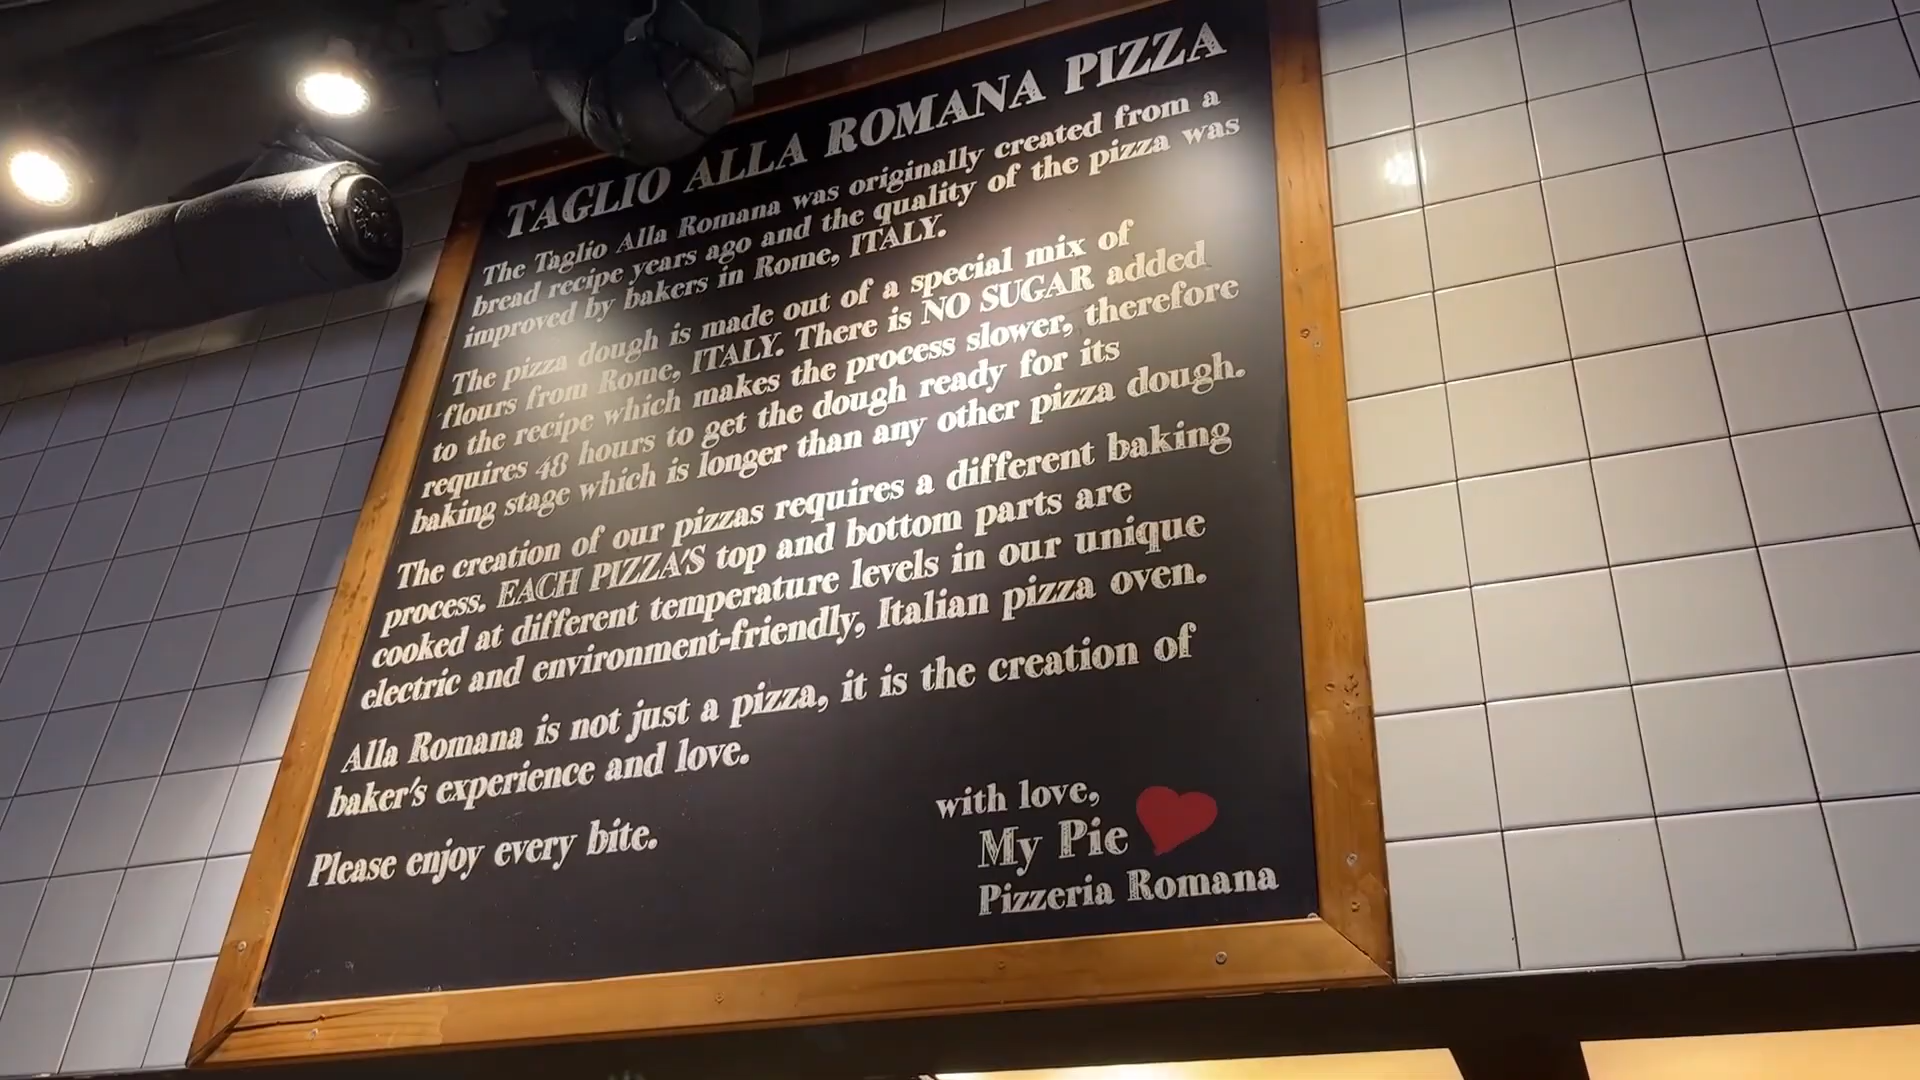 TAGLIO ALLA ROMANA PIZZA
The Taglio Alla Romana was originally created from a
bread recipe years ago and the quality of the pizza was
improved by bakers in Rome, ITALY.
The pizza dough is made out of a special mix of
flours from Rome, ITALY. There is NO SUGAR added
to the recipe which makes the process slower, therefore
requires 48 hours to get the dough ready for its
baking stage which is longer than any other pizza dough.
The creation of our pizzas requires a different baking
process. EACH PIZZA'S top and bottom parts are
cooked at different temperature levels in our unique
electric and environment-friendly, Italian pizza oven.
Alla Romana is not just a pizza, it is the creation of
baker's experience and love.
Please enjoy every bite.
with love,
My Pie
Pizzeria Romana